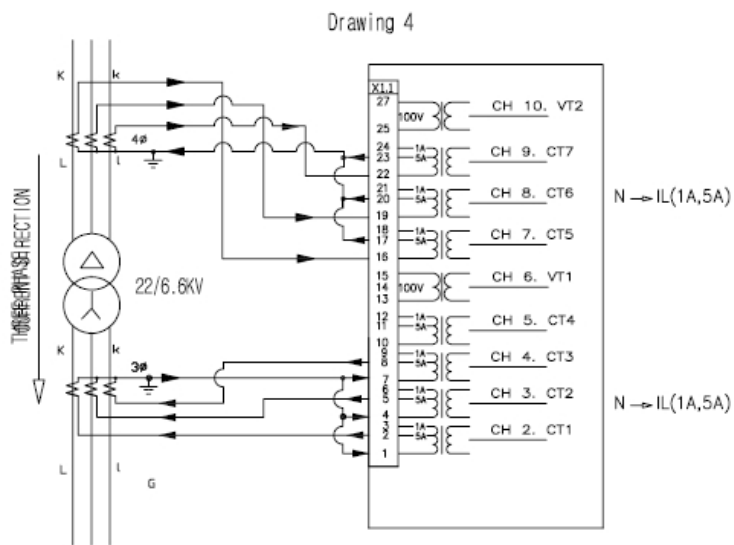 Drawing 4
K
k
L
l
4ø
22/6.6KV
K
k
3ø
L
l
G
X1.1
27
25
24
23
22
21
20
19
18
17
16
15
14
13
12
11
10
9
8
7
6
5
4
3
2
1
100V
1A
5A
1A
5A
1A
5A
100V
1A
5A
1A
5A
1A
5A
1A
5A
CH 10. VT2
CH 9. CT7
CH 8. CT6
CH 7. CT5
CH 6. VT1
CH 5. CT4
CH 4. CT3
CH 3. CT2
CH 2. CT1
N → IL(1A,5A)
N → IL(1A,5A)